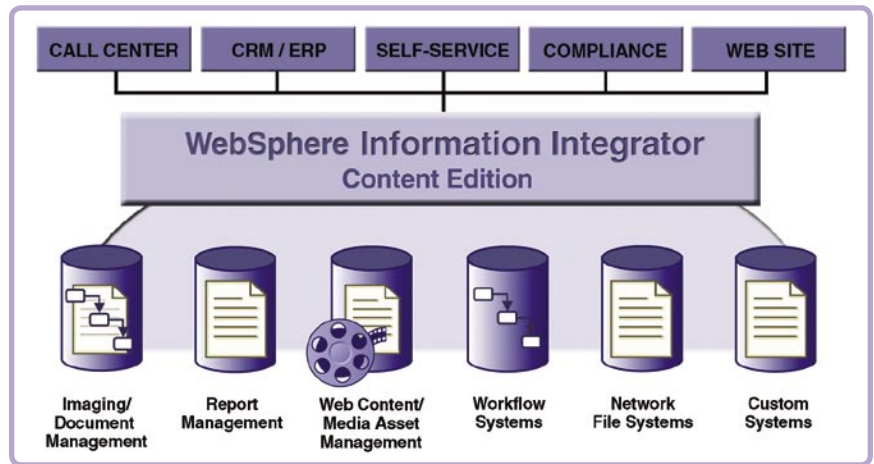 CALL CENTER
CRM / ERP
SELF-SERVICE
COMPLIANCE
WEB SITE
WebSphere Information Integrator
Content Edition
Imaging/
Document
Management
Report
Management
Web Content/
Media Asset
Management
Workflow
Systems
Network
File Systems
Custom
Systems